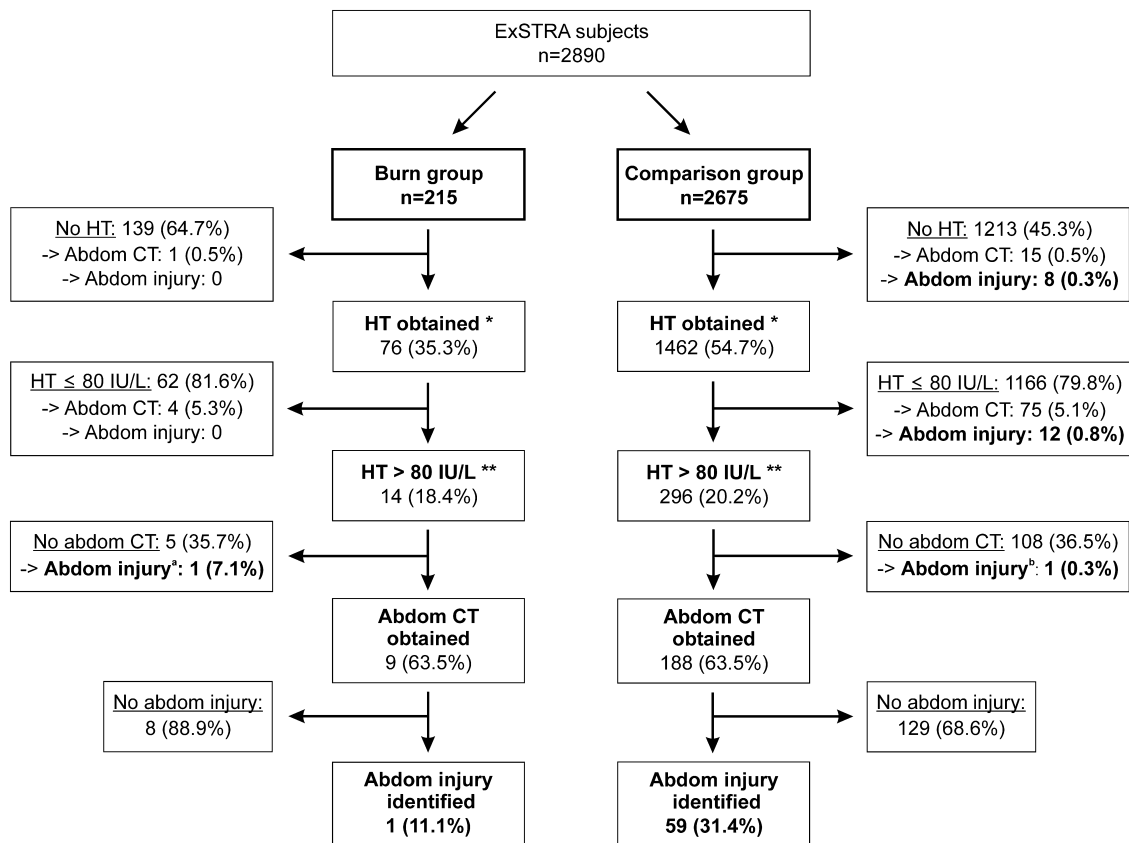 ExSTRA subjects
n=2890
Burn group
n=215
Comparison group
n=2675
No HT: 139 (64.7%)
-> Abdom CT: 1 (0.5%)
-> Abdom injury: 0
No HT: 1213 (45.3%)
-> Abdom CT: 15 (0.5%)
-> Abdom injury: 8 (0.3%)
HT obtained *
76 (35.3%)
HT obtained *
1462 (54.7%)
HT ≤ 80 IU/L: 62 (81.6%)
-> Abdom CT: 4 (5.3%)
-> Abdom injury: 0
HT ≤ 80 IU/L: 1166 (79.8%)
-> Abdom CT: 75 (5.1%)
-> Abdom injury: 12 (0.8%)
HT > 80 IU/L **
14 (18.4%)
HT > 80 IU/L **
296 (20.2%)
No abdom CT: 5 (35.7%)
-> Abdom injuryª: 1 (7.1%)
No abdom CT: 108 (36.5%)
-> Abdom injuryᵇ: 1 (0.3%)
Abdom CT
obtained
9 (63.5%)
Abdom CT
obtained
188 (63.5%)
No abdom injury:
8 (88.9%)
No abdom injury:
129 (68.6%)
Abdom injury
identified
1 (11.1%)
Abdom injury
identified
59 (31.4%)